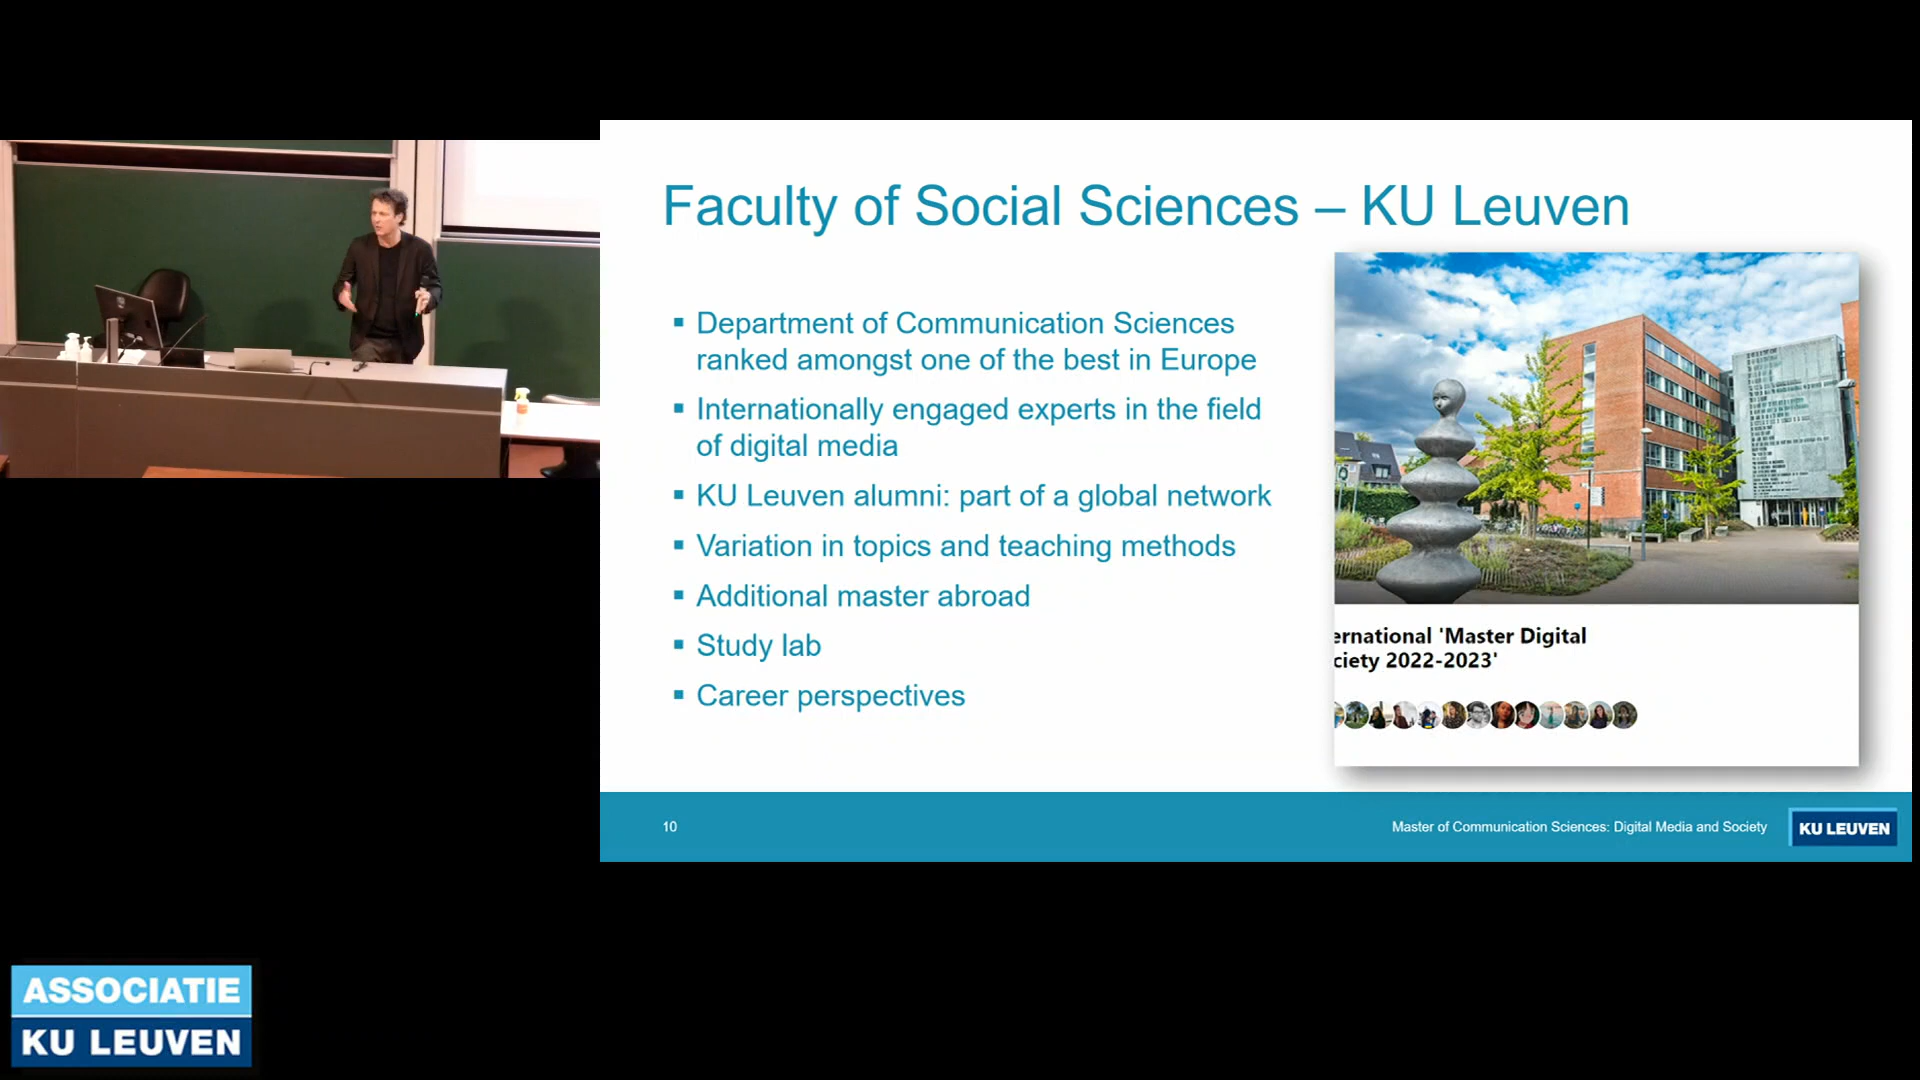 Faculty of Social Sciences – KU Leuven
▪ Department of Communication Sciences
ranked amongst one of the best in Europe
▪ Internationally engaged experts in the field
of digital media
▪ KU Leuven alumni: part of a global network
▪ Variation in topics and teaching methods
▪ Additional master abroad
▪ Study lab
▪ Career perspectives
ernational 'Master Digital
ciety 2022-2023'
10
Master of Communication Sciences: Digital Media and Society
KU LEUVEN
ASSOCIATIE
KU LEUVEN